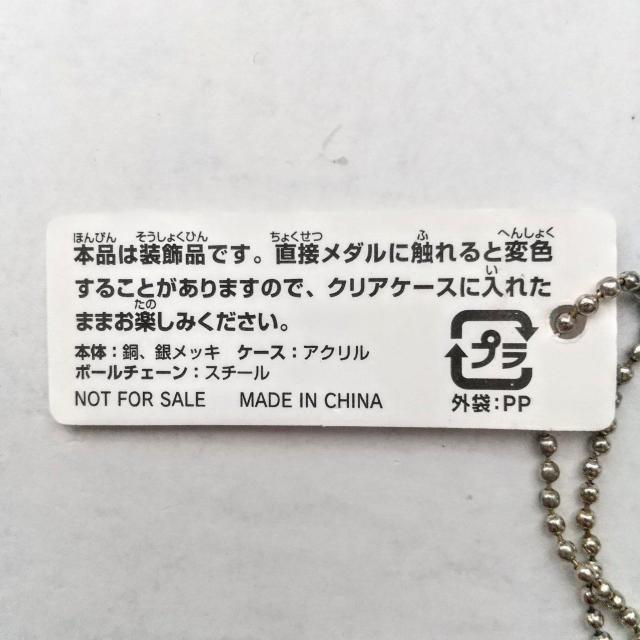 ほんぴん そうしょくひん ちょくせつ ふ へんしょく
本品は装飾品です。直接メダルに触れると変色
い
することがありますので、クリアケースに入れた
たの
ままお楽しみください。
本体：銅、銀メッキ ケース：アクリル
ボールチェーン：スチール
NOT FOR SALE MADE IN CHINA
プラ
外袋：PP